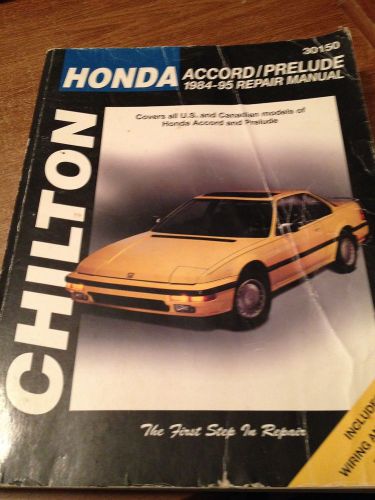 30150
HONDA ACCORD/PRELUDE
1984-95 REPAIR MANUAL
Covers all U.S. and Canadian models of
Honda Accord and Prelude
CHILTON
The First Step In Repair
INCLUDE
WIRING AN